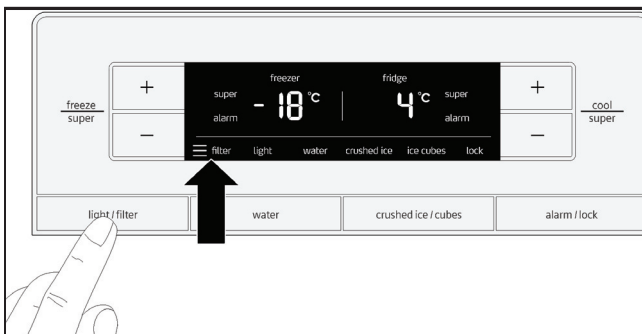 freezer fridge
freeze super + super -18 °C 4 °C super + cool super
− alarm alarm −
filter light water crushed ice ice cubes lock
light / filter water crushed ice / cubes alarm / lock